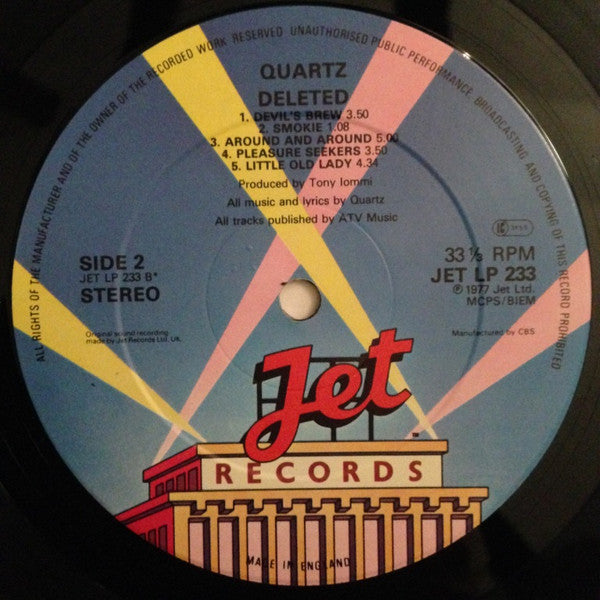 ALL RIGHTS OF THE MANUFACTURER AND OF THE OWNER OF THE RECORDED WORK RESERVED UNAUTHORISED PUBLIC PERFORMANCE BROADCASTING AND COPYING OF THIS RECORD PROHIBITED
QUARTZ
DELETED
1. DEVIL'S BREW 3.50
2. SMOKIE 1.08
3. AROUND AND AROUND 5.00
4. PLEASURE SEEKERS 3.50
5. LITTLE OLD LADY 4.34
Produced by Tony Iommi
All music and lyrics by Quartz
All tracks published by ATV Music
SIDE 2
JET LP 233 B*
STEREO
33 ⅓ RPM
JET LP 233
℗ 1977 Jet Ltd.
MCPS/BIEM
Original sound recording
made by Jet Records Ltd. UK.
Manufactured by CBS
Jet
RECORDS
MADE IN ENGLAND